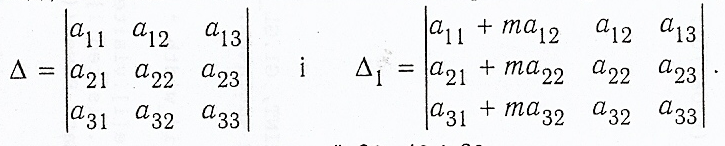 Δ = |a₁₁ a₁₂ a₁₃| i Δ₁ = |a₁₁ + ma₁₂ a₁₂ a₁₃|
|a₂₁ a₂₂ a₂₃| |a₂₁ + ma₂₂ a₂₂ a₂₃| .
|a₃₁ a₃₂ a₃₃| |a₃₁ + ma₃₂ a₃₂ a₃₃|